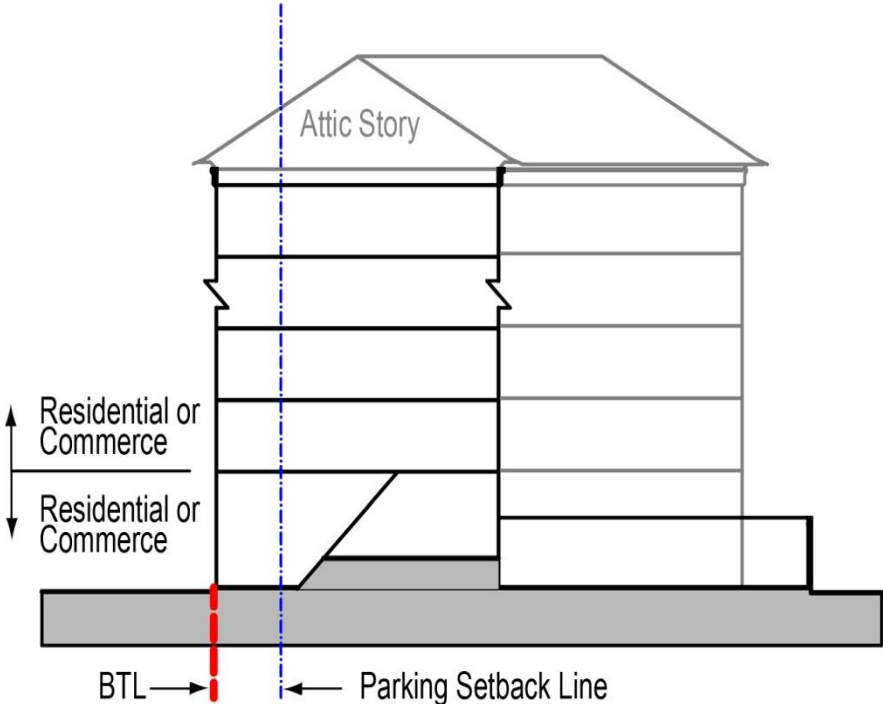 Attic Story
Residential or
Commerce
Residential or
Commerce
BTL
Parking Setback Line